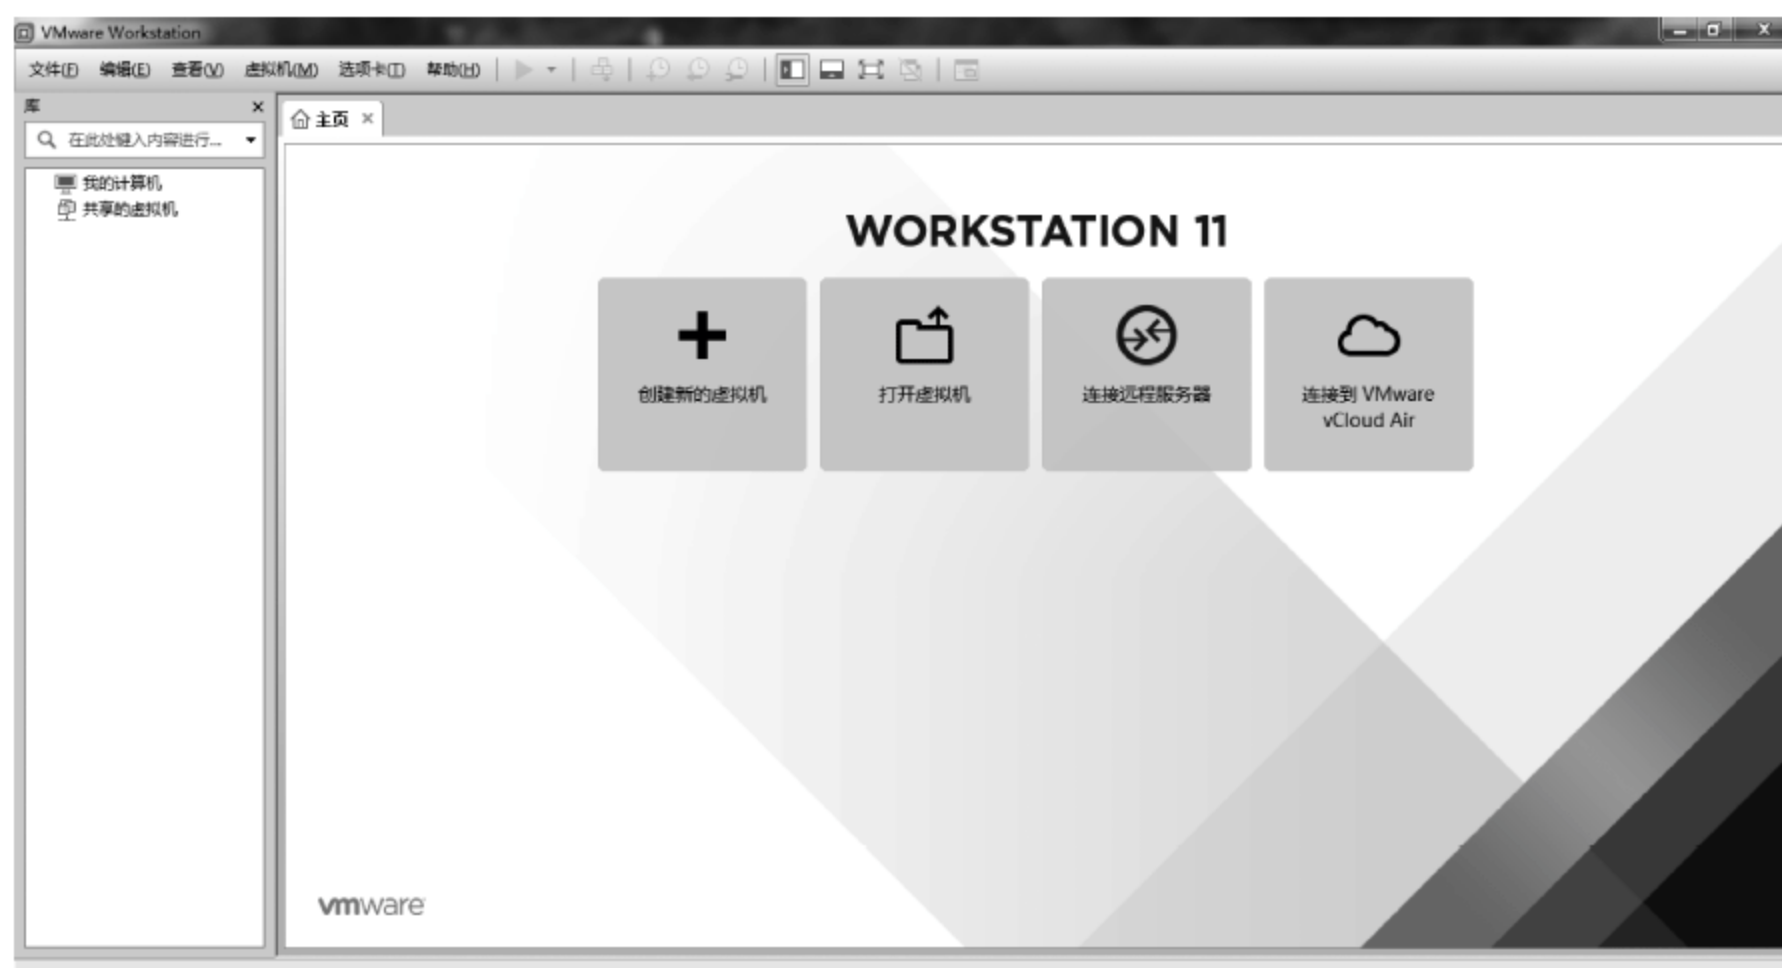 VMware Workstation
文件(F) 编辑(E) 查看(V) 虚拟机(M) 选项卡(T) 帮助(H)
库
在此处键入内容进行...
我的计算机
共享的虚拟机
主页
WORKSTATION 11
创建新的虚拟机
打开虚拟机
连接远程服务器
连接到 VMware
vCloud Air
vmware